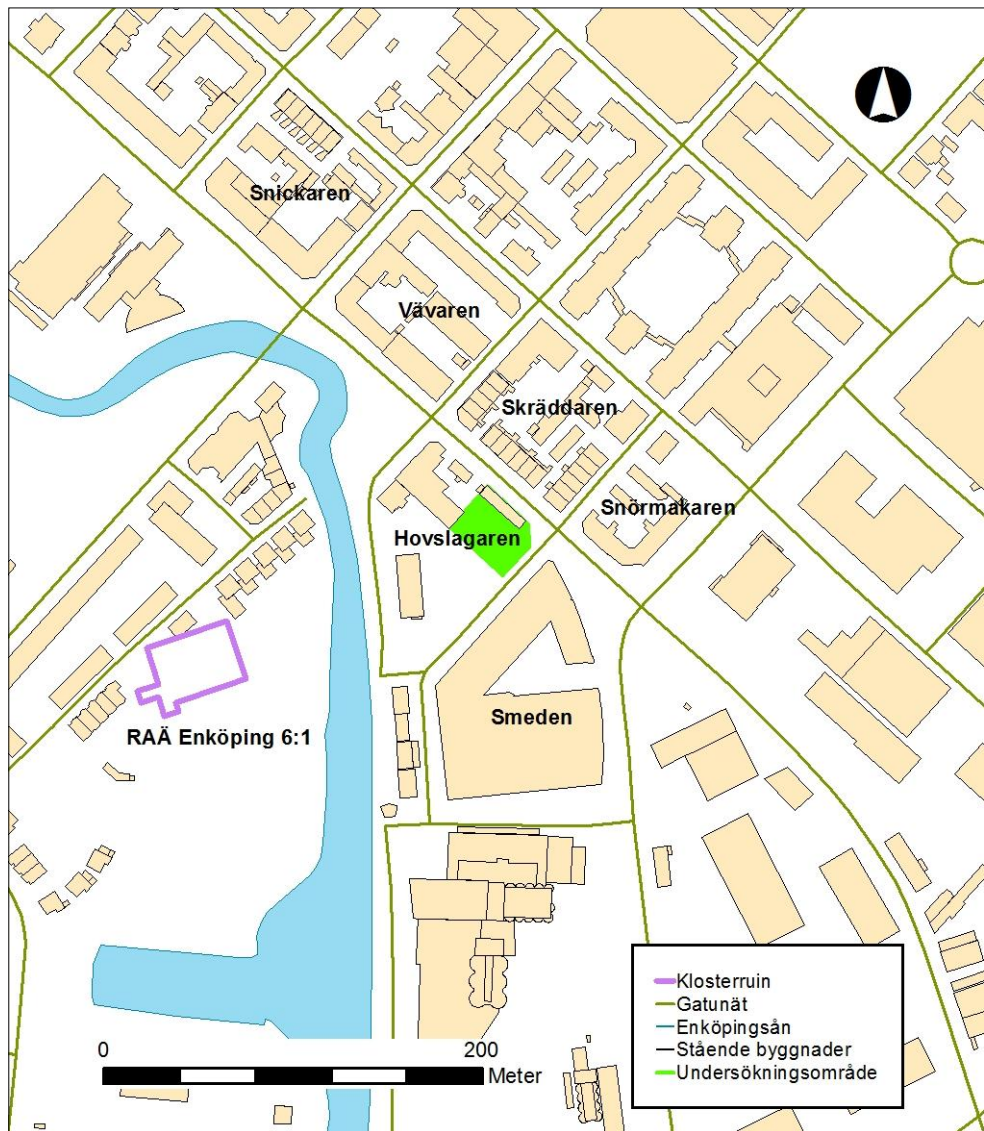 Snickaren
Vävaren
Skräddaren
Snörmakaren
Hovslagaren
Smeden
RAÄ Enköping 6:1
Klosterruin
Gatunät
Enköpingsån
Stående byggnader
Undersökningsområde
0 200
Meter